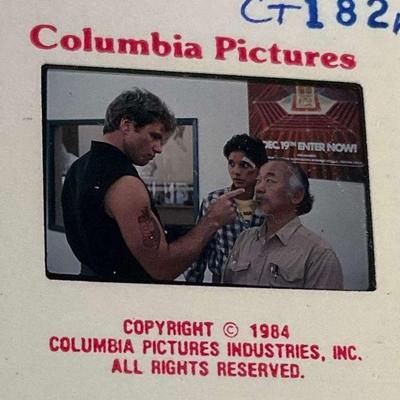 CT182
Columbia Pictures
DEC. 19TH ENTER NOW!
COPYRIGHT © 1984
COLUMBIA PICTURES INDUSTRIES, INC.
ALL RIGHTS RESERVED.